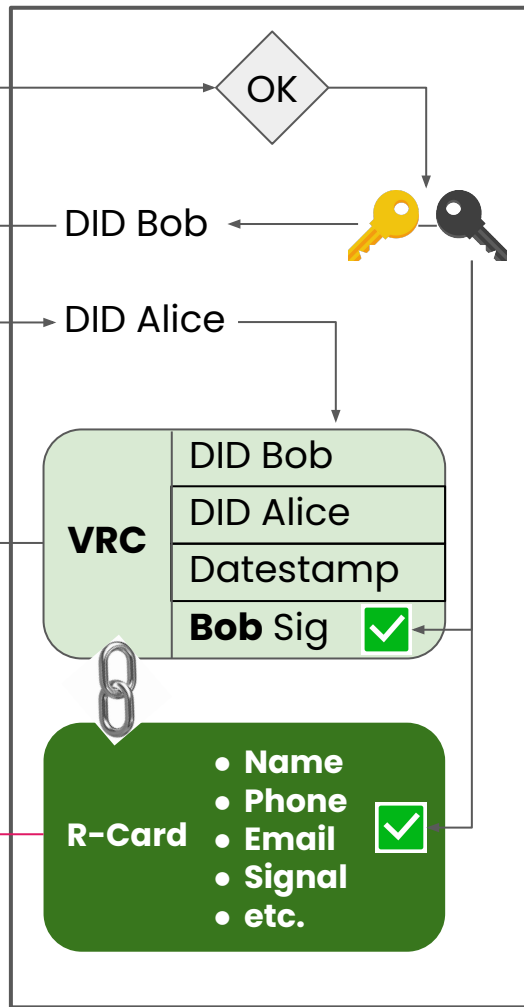 OK
DID Bob
DID Alice
VRC
DID Bob
DID Alice
Datestamp
Bob Sig
R-Card
● Name
● Phone
● Email
● Signal
● etc.